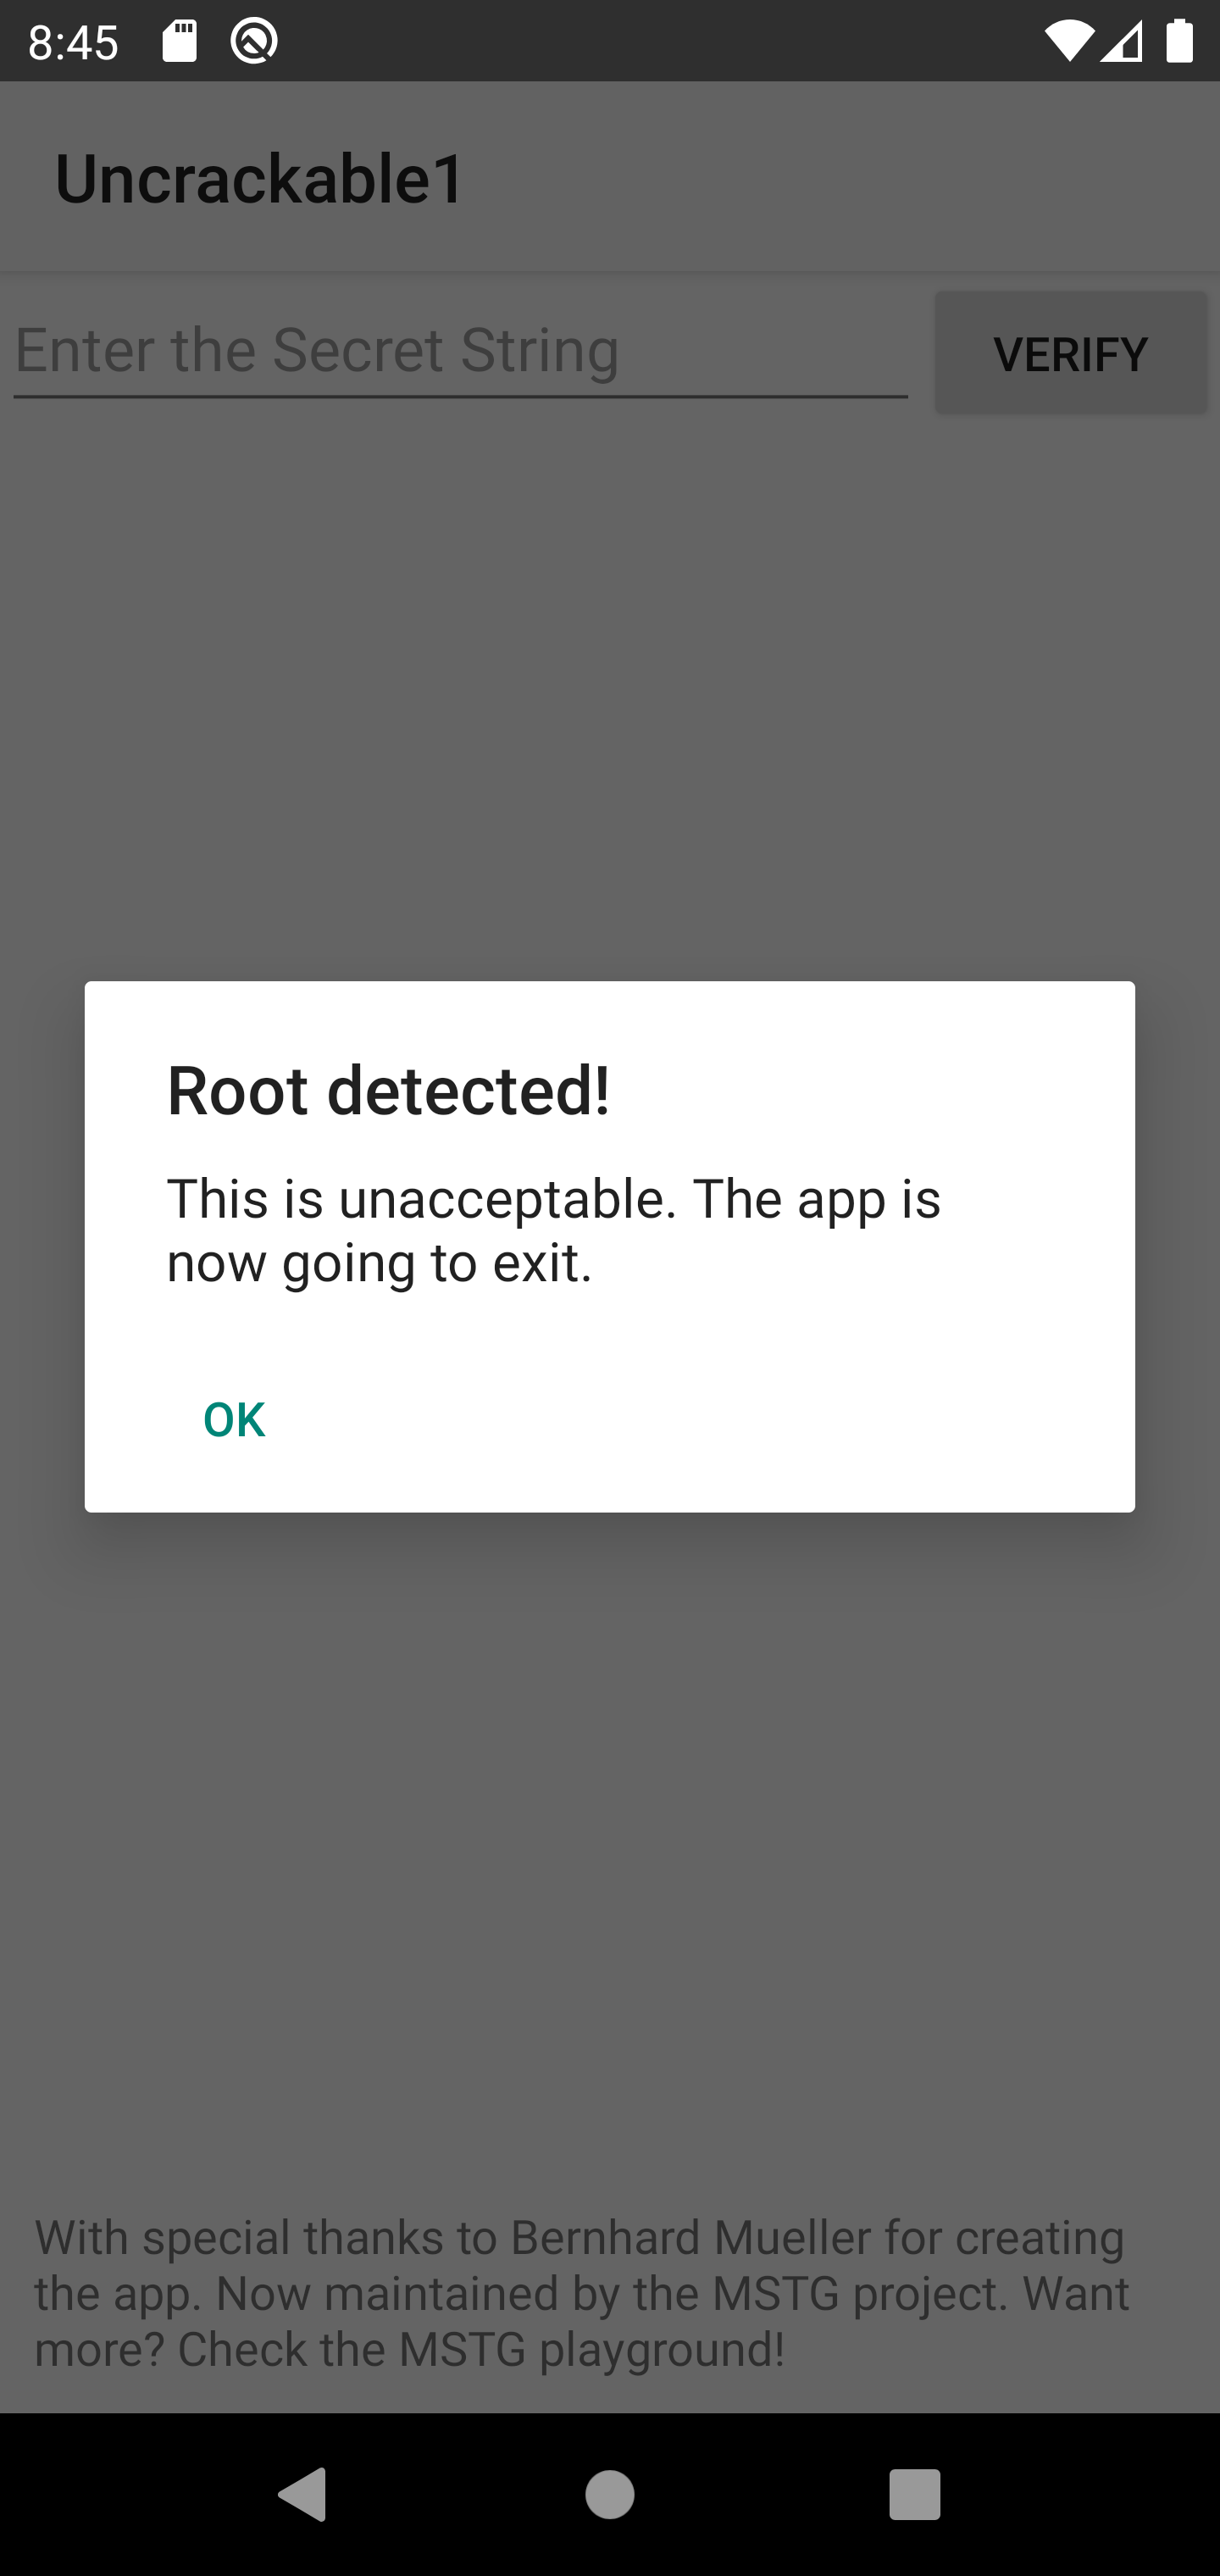 8:45
Uncrackable1
Enter the Secret String
VERIFY
Root detected!
This is unacceptable. The app is
now going to exit.
OK
With special thanks to Bernhard Mueller for creating
the app. Now maintained by the MSTG project. Want
more? Check the MSTG playground!